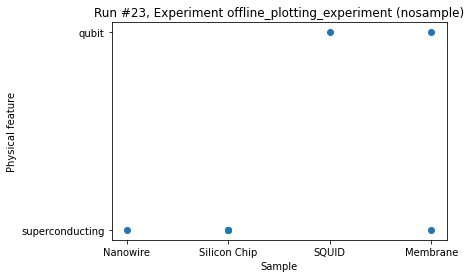 Run #23, Experiment offline_plotting_experiment (nosample)
qubit
Physical feature
superconducting
Nanowire Silicon Chip SQUID Membrane
Sample